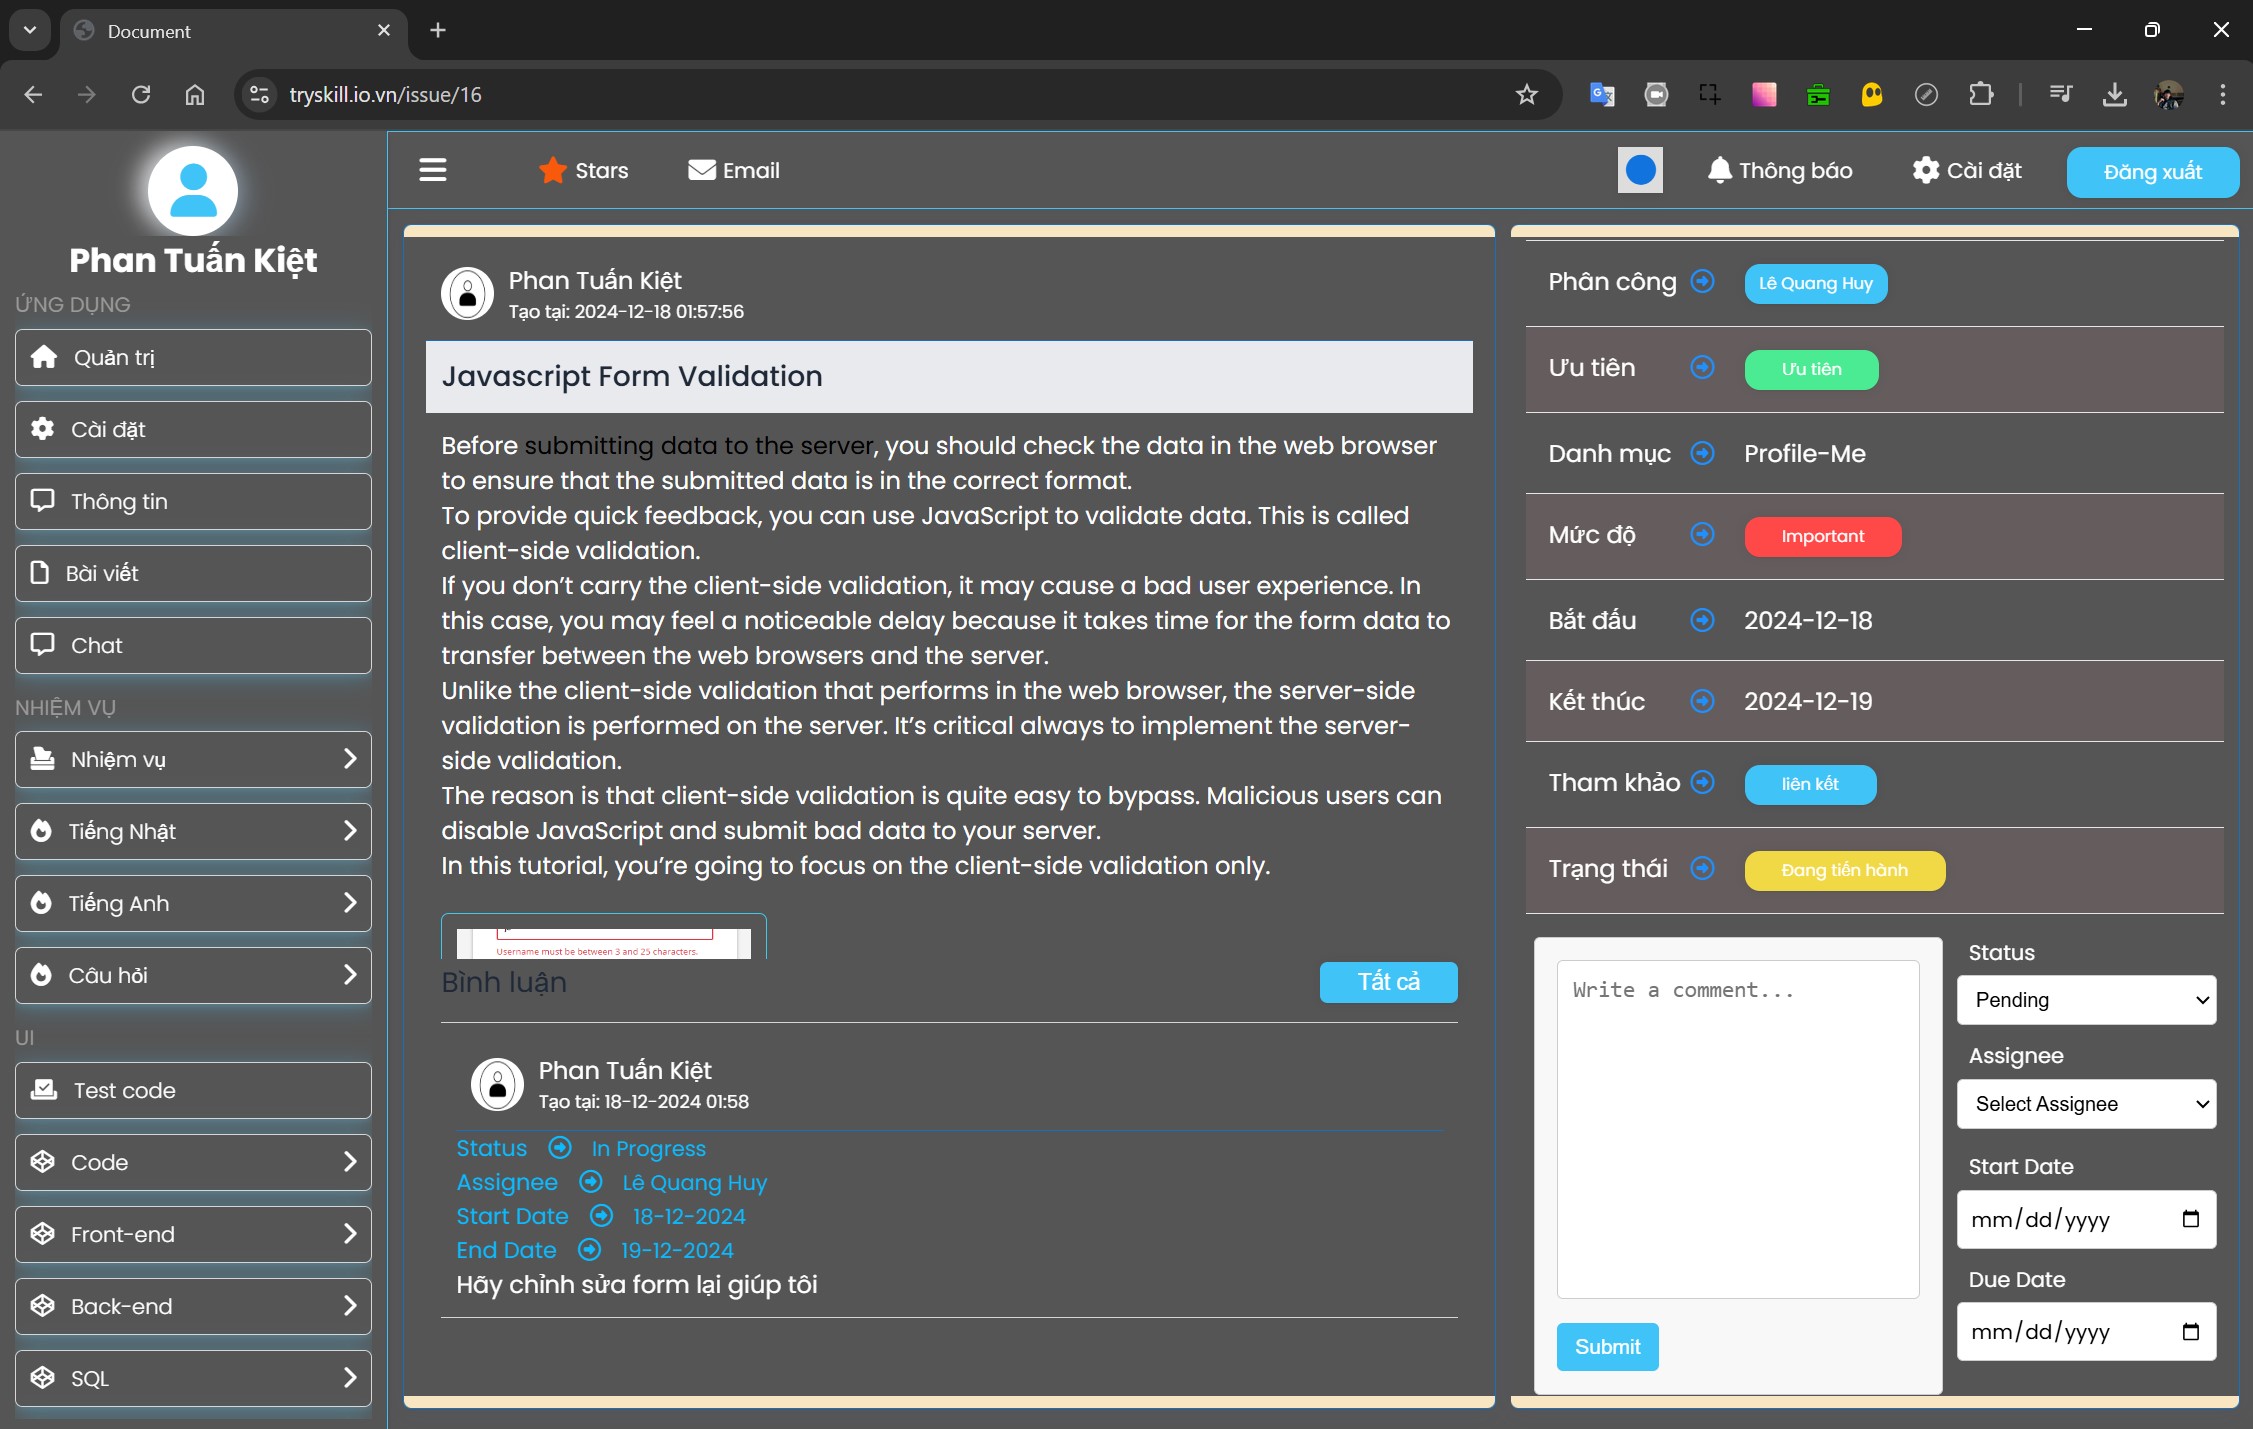 Document
tryskill.io.vn/issue/16
Phan Tuấn Kiệt
ỨNG DỤNG
Quản trị
Cài đặt
Thông tin
Bài viết
Chat
NHIỆM VỤ
Nhiệm vụ
Tiếng Nhật
Tiếng Anh
Câu hỏi
UI
Test code
Code
Front-end
Back-end
SQL
Stars
Email
Thông báo
Cài đặt
Đăng xuất
Phan Tuấn Kiệt
Tạo tại: 2024-12-18 01:57:56
Javascript Form Validation
Before submitting data to the server, you should check the data in the web browser
to ensure that the submitted data is in the correct format.
To provide quick feedback, you can use JavaScript to validate data. This is called
client-side validation.
If you don’t carry the client-side validation, it may cause a bad user experience. In
this case, you may feel a noticeable delay because it takes time for the form data to
transfer between the web browsers and the server.
Unlike the client-side validation that performs in the web browser, the server-side
validation is performed on the server. It’s critical always to implement the server-
side validation.
The reason is that client-side validation is quite easy to bypass. Malicious users can
disable JavaScript and submit bad data to your server.
In this tutorial, you’re going to focus on the client-side validation only.
Username must be between 3 and 25 characters.
Bình luận
Tất cả
Phan Tuấn Kiệt
Tạo tại: 18-12-2024 01:58
Status In Progress
Assignee Lê Quang Huy
Start Date 18-12-2024
End Date 19-12-2024
Hãy chỉnh sửa form lại giúp tôi
Phân công Lê Quang Huy
Ưu tiên Ưu tiên
Danh mục Profile-Me
Mức độ Important
Bắt đầu 2024-12-18
Kết thúc 2024-12-19
Tham khảo liên kết
Trạng thái Đang tiến hành
Write a comment...
Submit
Status
Pending
Assignee
Select Assignee
Start Date
mm/dd/yyyy
Due Date
mm/dd/yyyy